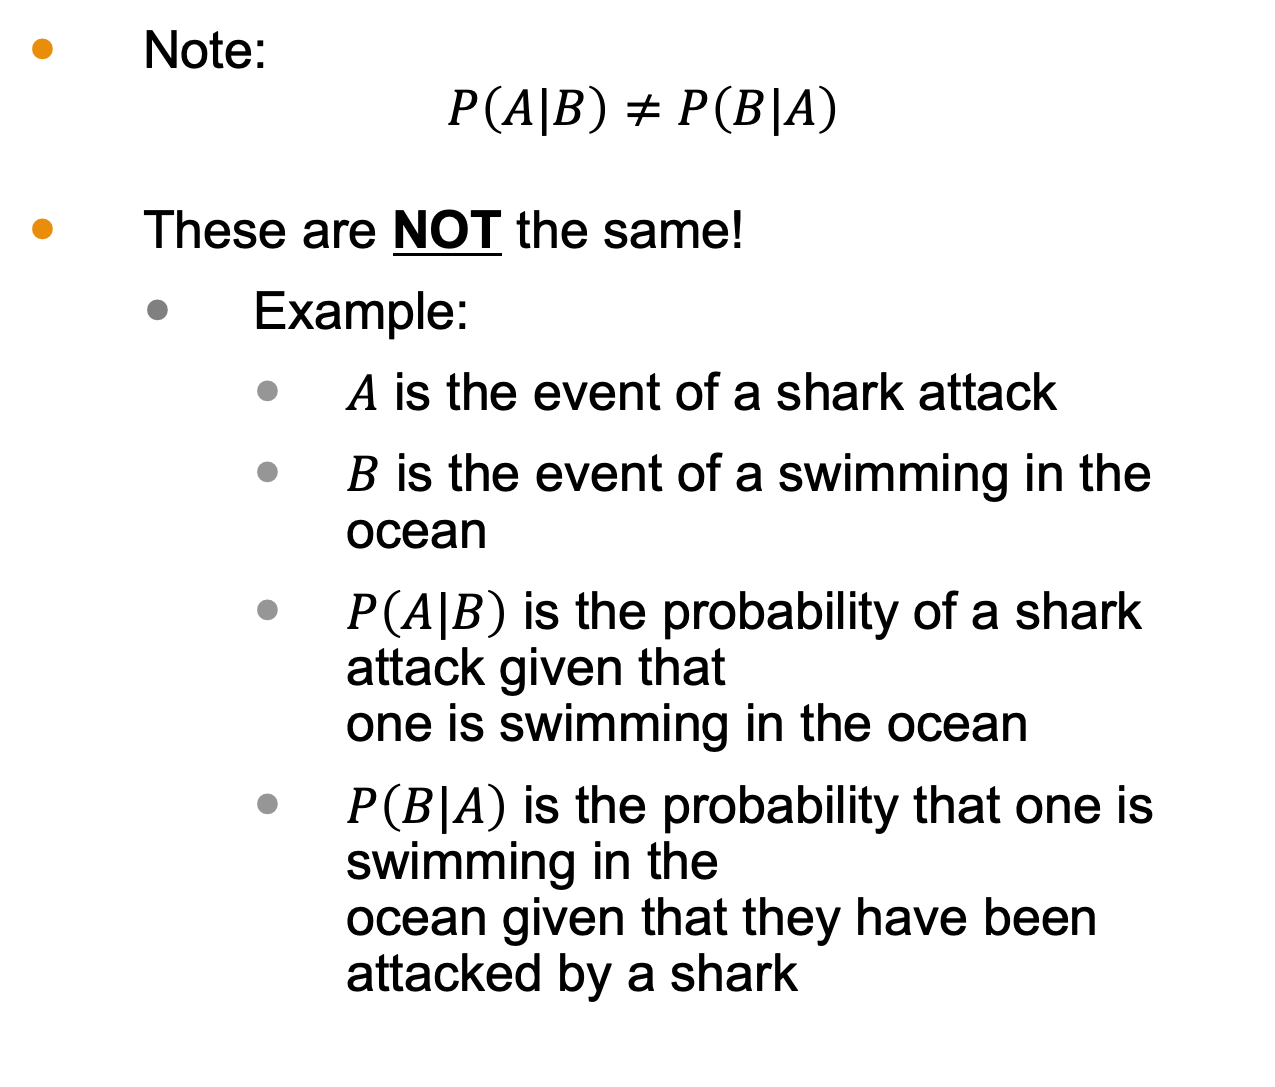 Note:
P(A|B) ≠ P(B|A)
These are NOT the same!
Example:
A is the event of a shark attack
B is the event of a swimming in the
ocean
P(A|B) is the probability of a shark
attack given that
one is swimming in the ocean
P(B|A) is the probability that one is
swimming in the
ocean given that they have been
attacked by a shark